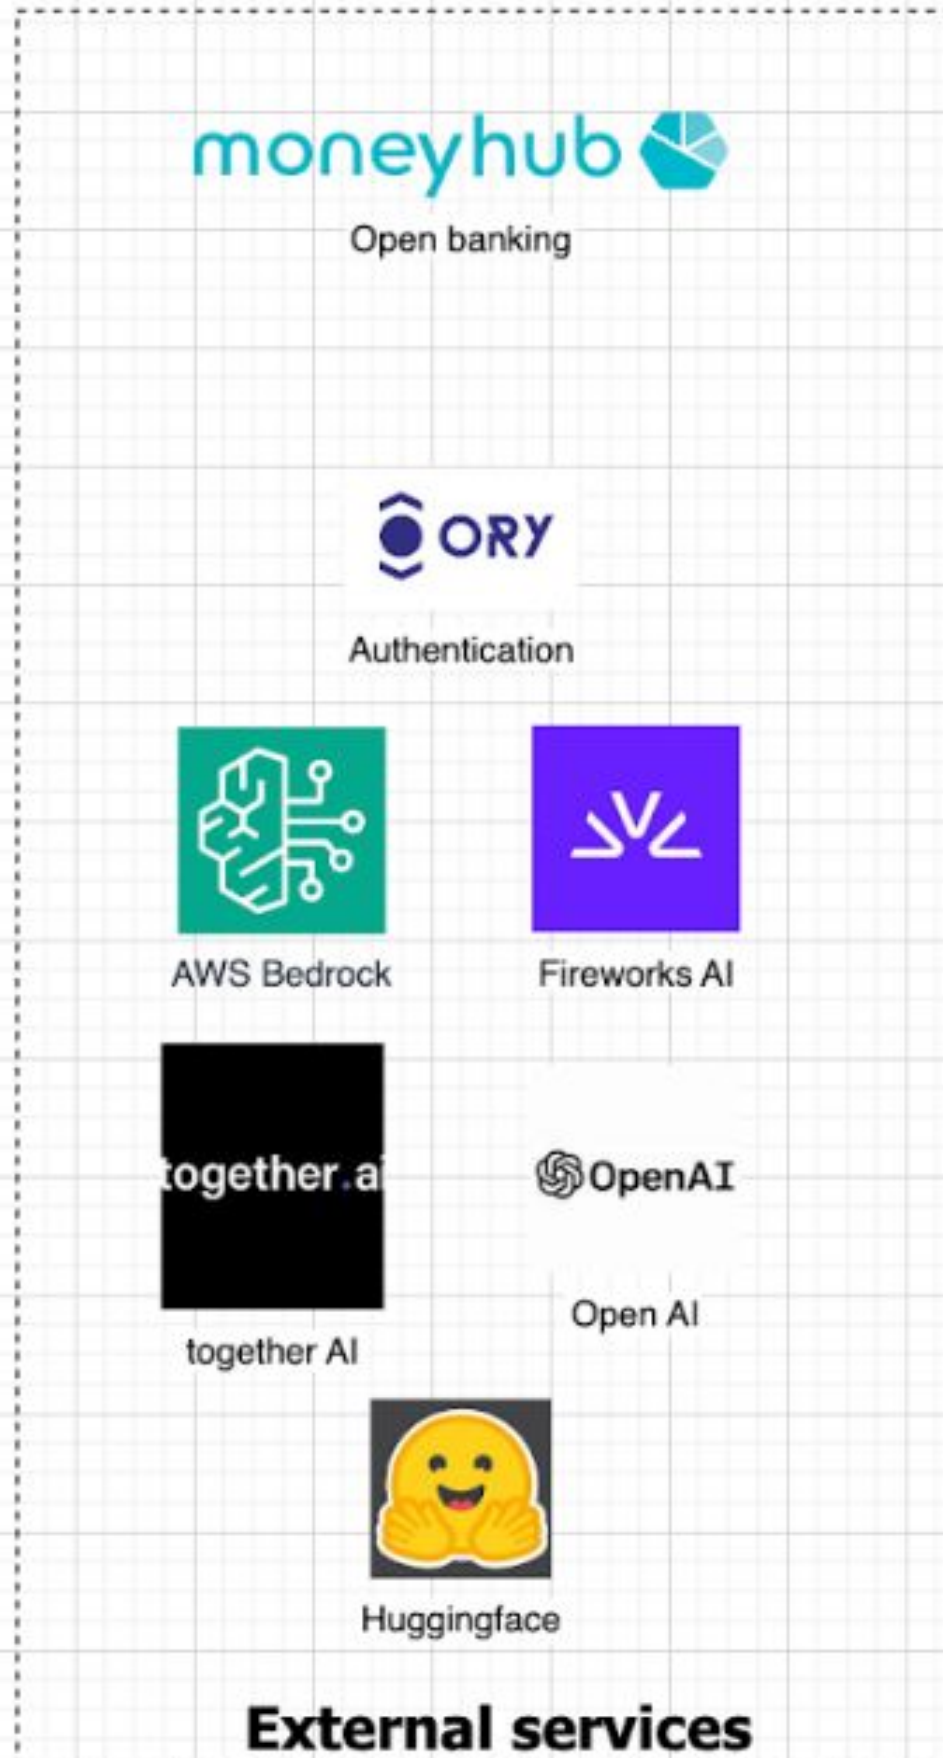 moneyhub
Open banking
ORY
Authentication
AWS Bedrock
Fireworks AI
together.ai
OpenAI
together AI
Open AI
Huggingface
External services